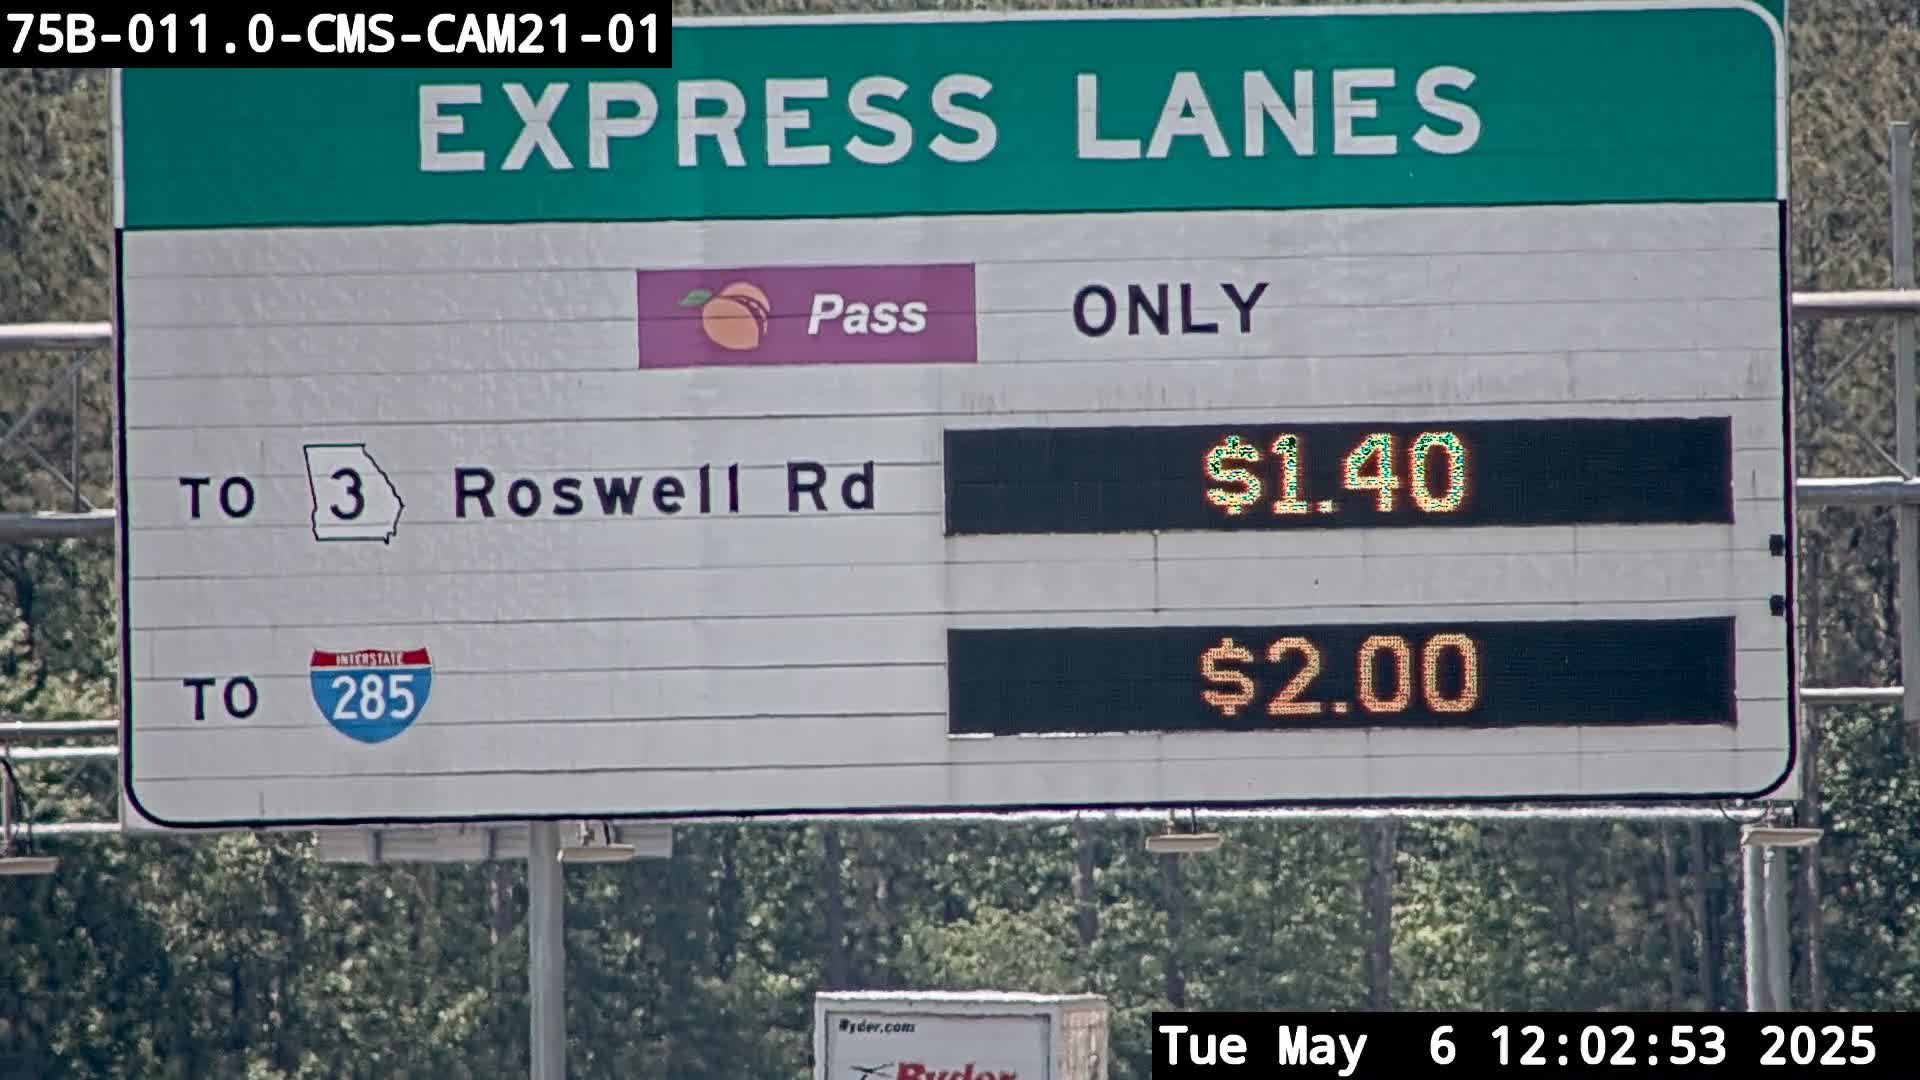 75B-011.0-CMS-CAM21-01
EXPRESS LANES
Pass ONLY
TO 3 Roswell Rd $1.40
TO INTERSTATE 285 $2.00
Ryder.com
Ryder
Tue May 6 12:02:53 2025